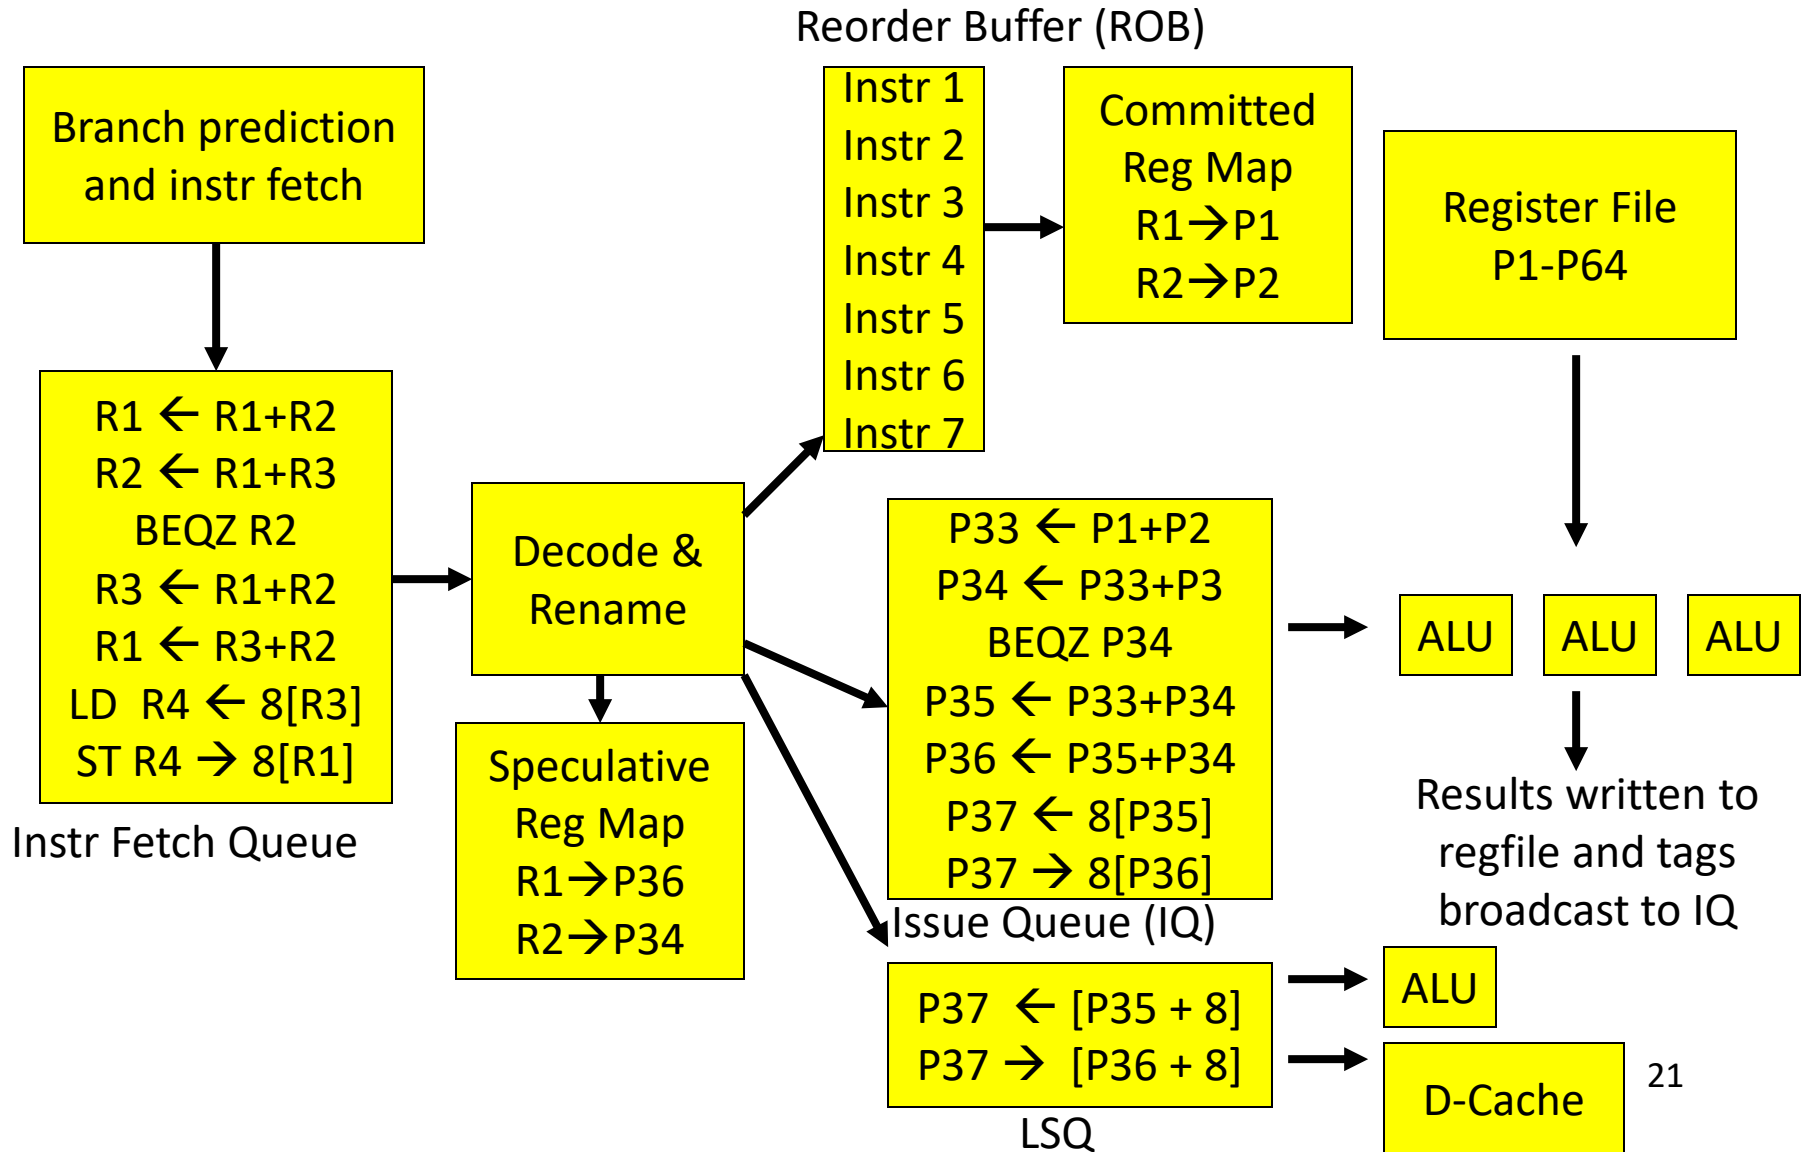 Reorder Buffer (ROB)
Branch prediction
and instr fetch
Instr 1
Instr 2
Instr 3
Instr 4
Instr 5
Instr 6
Instr 7
Committed
Reg Map
R1→P1
R2→P2
Register File
P1-P64
R1 ← R1+R2
R2 ← R1+R3
BEQZ R2
R3 ← R1+R2
R1 ← R3+R2
LD R4 ← 8[R3]
ST R4 → 8[R1]
Instr Fetch Queue
Decode &
Rename
Speculative
Reg Map
R1→P36
R2→P34
P33 ← P1+P2
P34 ← P33+P3
BEQZ P34
P35 ← P33+P34
P36 ← P35+P34
P37 ← 8[P35]
P37 → 8[P36]
Issue Queue (IQ)
ALU
ALU
ALU
Results written to
regfile and tags
broadcast to IQ
P37 ← [P35 + 8]
P37 → [P36 + 8]
LSQ
ALU
D-Cache
21